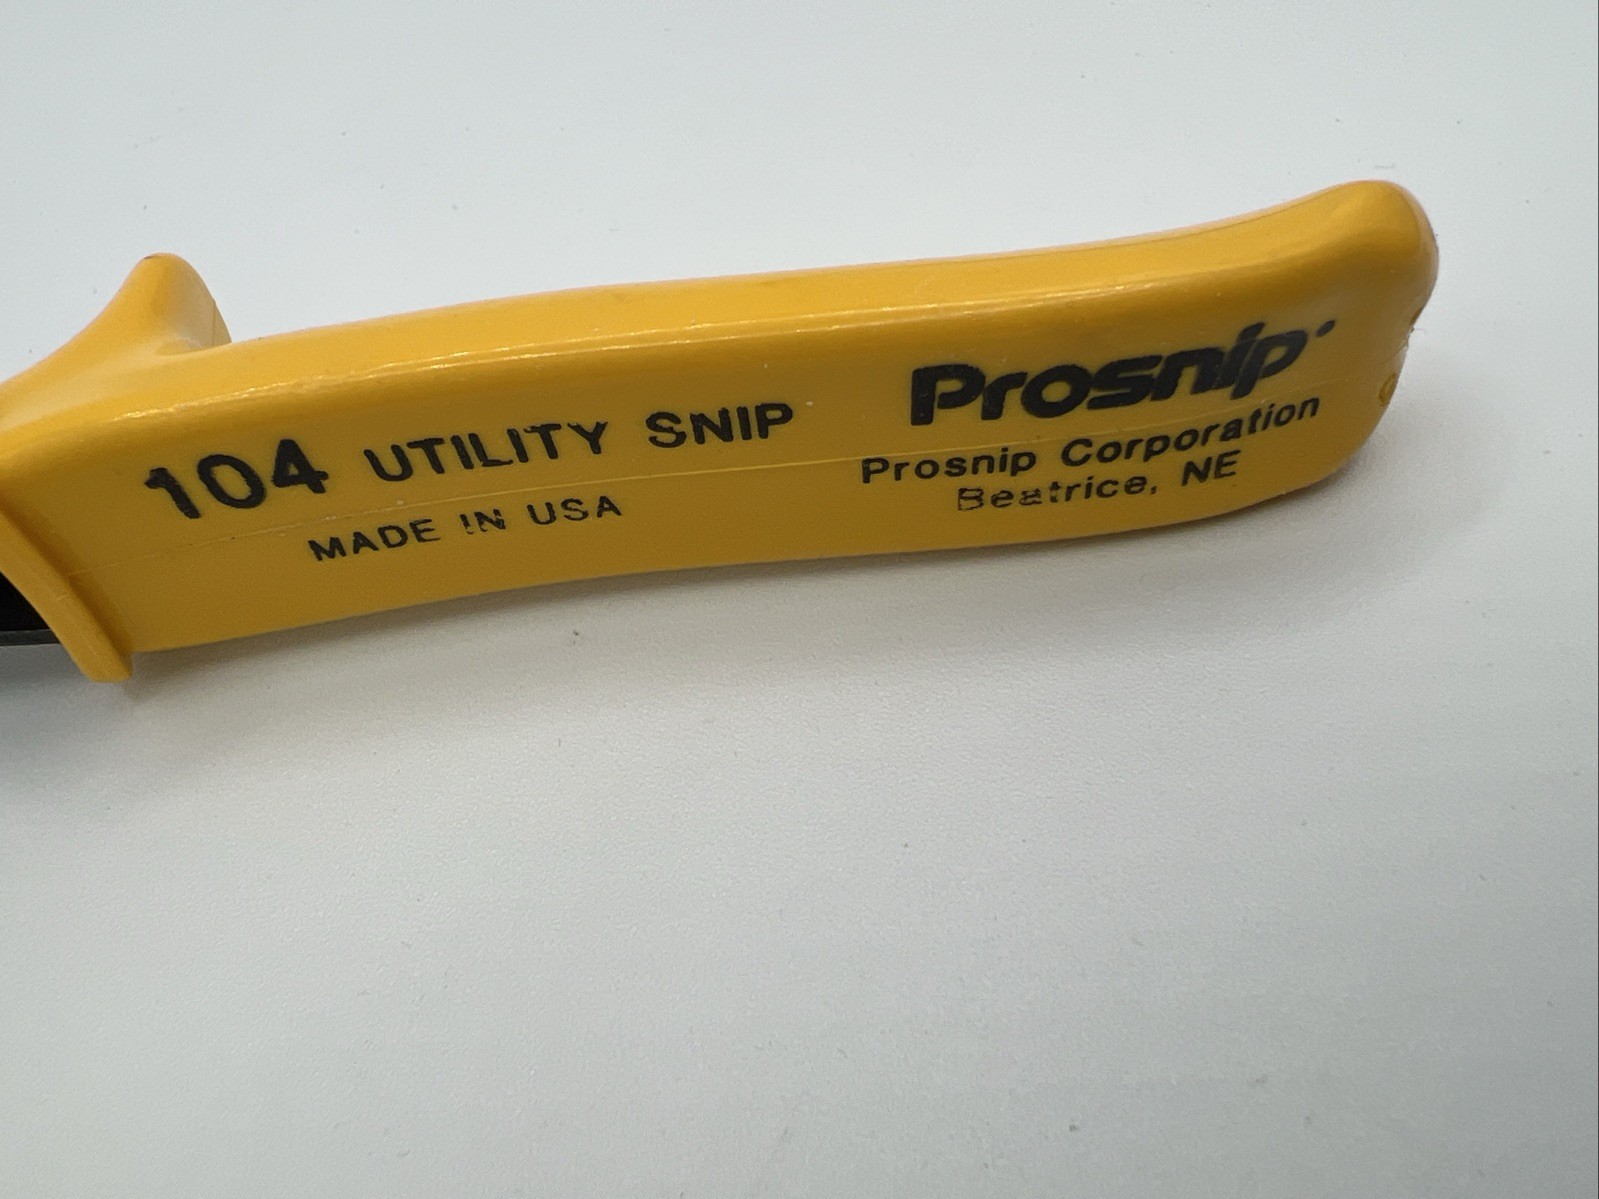 104 UTILITY SNIP
MADE IN USA
Prosnip
Prosnip Corporation
Beatrice, NE